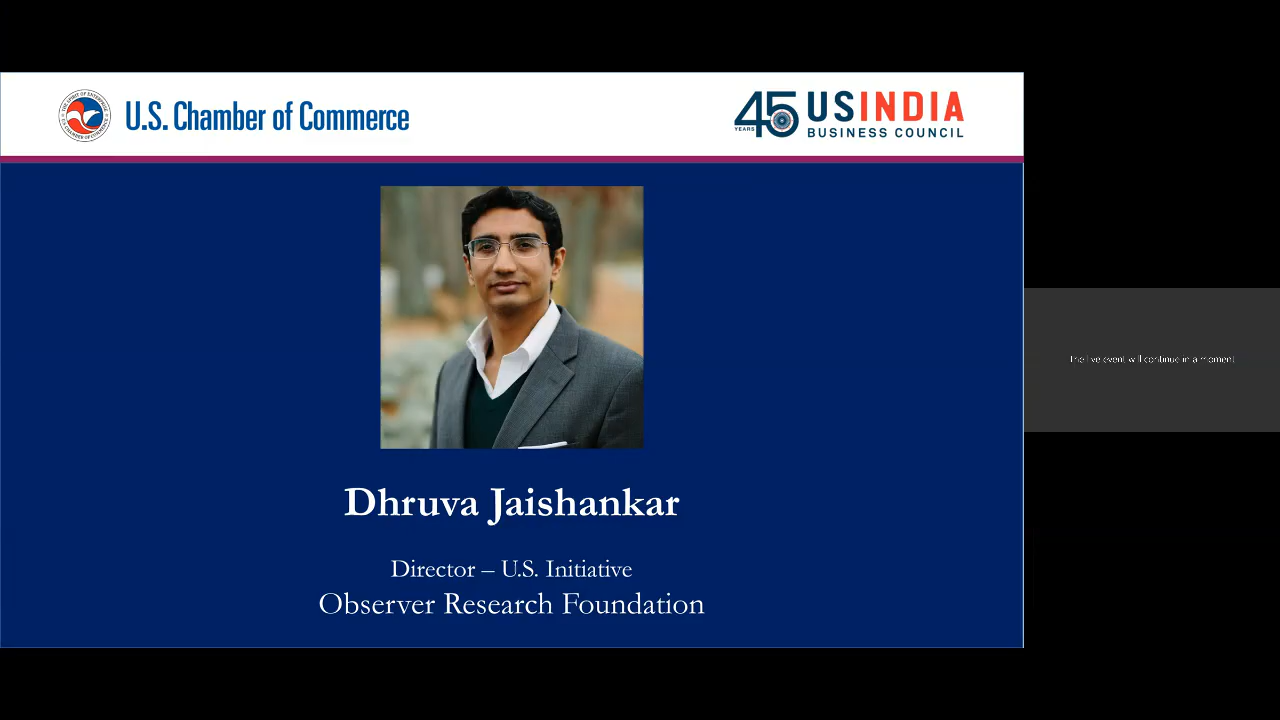 U.S. Chamber of Commerce
45 YEARS
USINDIA
BUSINESS COUNCIL
The live event will continue in a moment
Dhruva Jaishankar
Director – U.S. Initiative
Observer Research Foundation